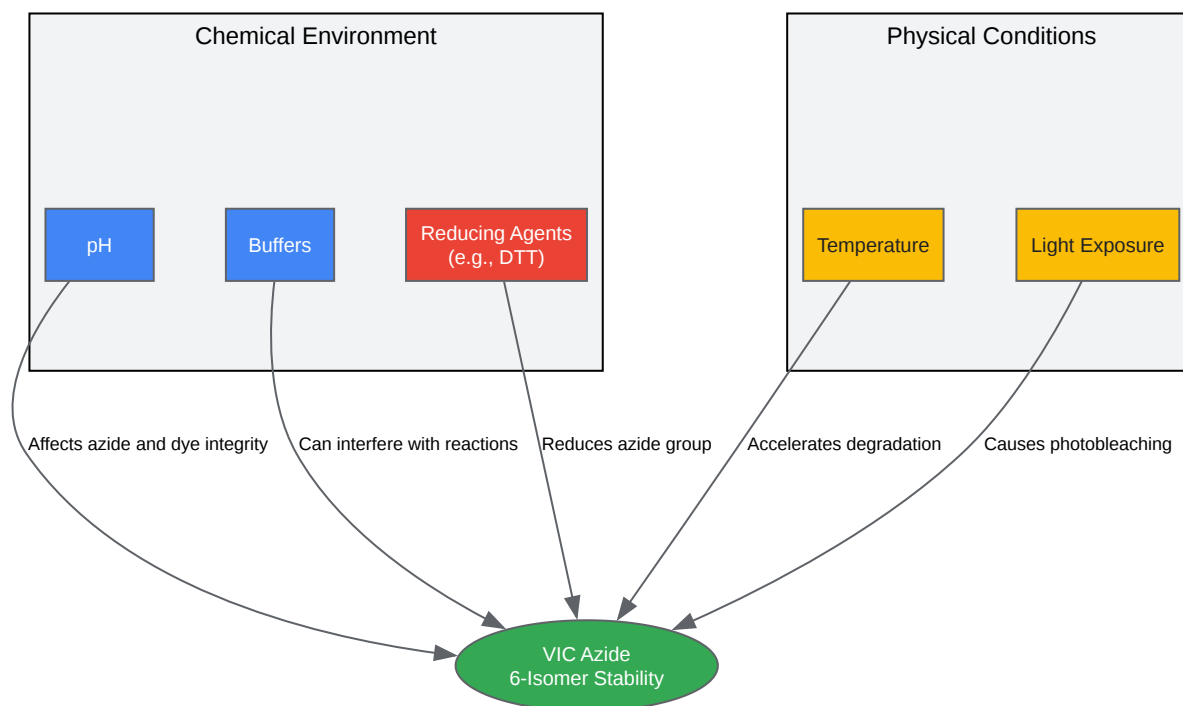 Chemical Environment
Physical Conditions
pH
Buffers
Reducing Agents
(e.g., DTT)
Temperature
Light Exposure
Affects azide and dye integrity
Can interfere with reactions
Reduces azide group
Accelerates degradation
Causes photobleaching
VIC Azide
6-Isomer Stability